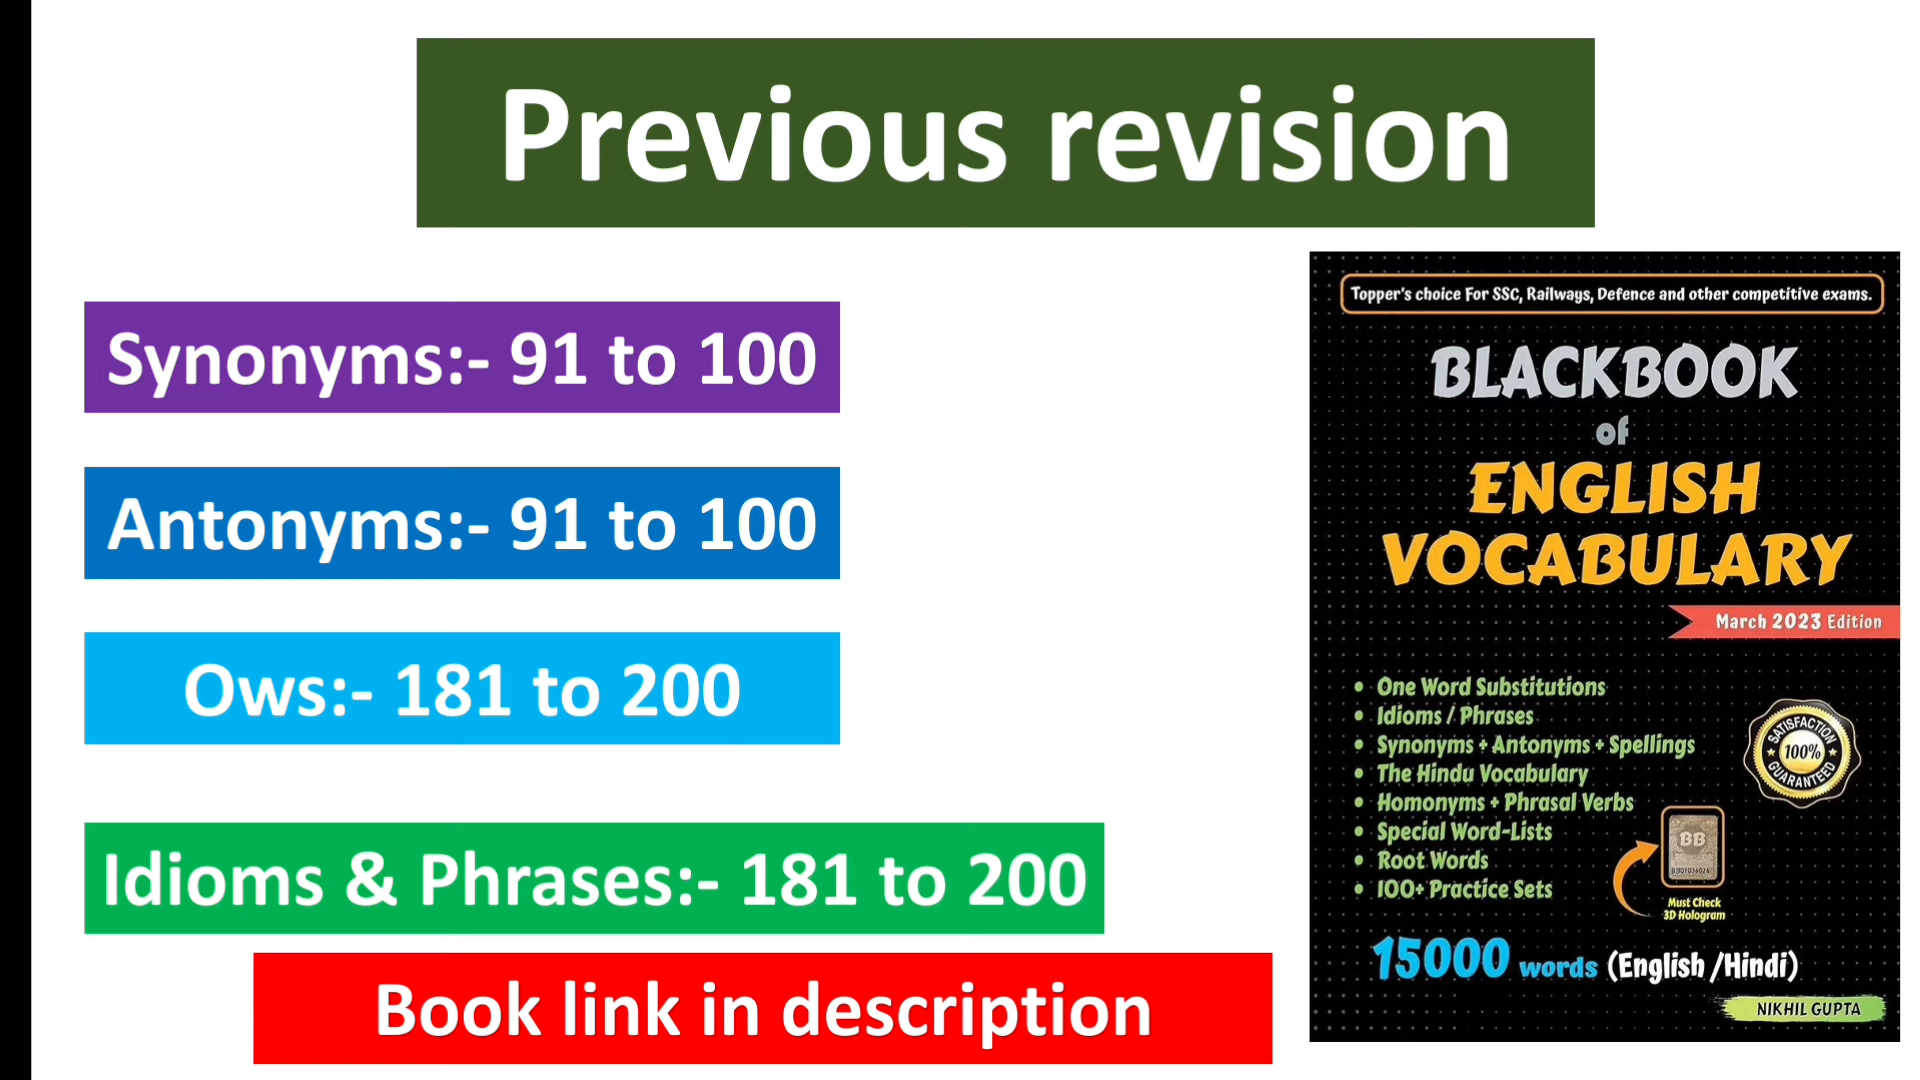 Previous revision
Synonyms:- 91 to 100
Antonyms:- 91 to 100
Ows:- 181 to 200
Idioms & Phrases:- 181 to 200
Book link in description
Topper's choice For SSC, Railways, Defence and other competitive exams.
BLACKBOOK
of
ENGLISH
VOCABULARY
March 2023 Edition
• One Word Substitutions
• Idioms / Phrases
• Synonyms + Antonyms + Spellings
• The Hindu Vocabulary
• Homonyms + Phrasal Verbs
• Special Word-Lists
• Root Words
• 100+ Practice Sets
SATISFACTION
100%
GUARANTEED
BB
Must Check
3D Hologram
15000 words (English /Hindi)
NIKHIL GUPTA